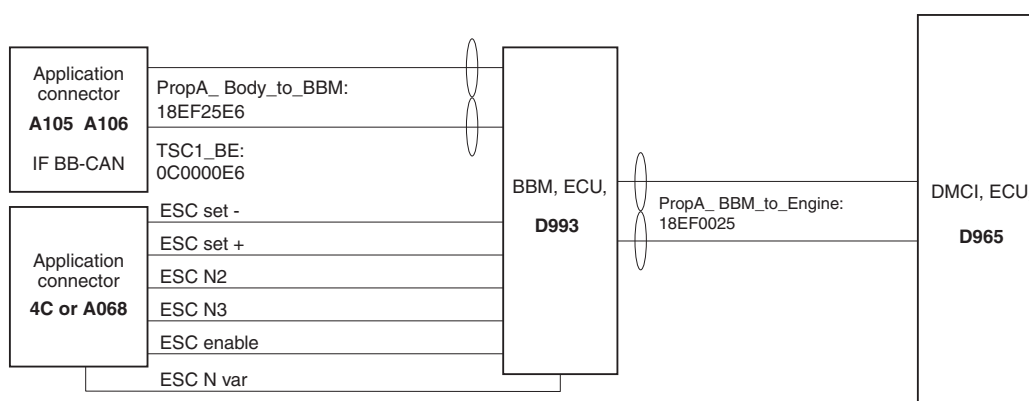 Application
connector
A105 A106
IF BB-CAN
PropA_ Body_to_BBM:
18EF25E6
TSC1_BE:
0C0000E6
Application
connector
4C or A068
ESC set -
ESC set +
ESC N2
ESC N3
ESC enable
ESC N var
BBM, ECU,
D993
PropA_ BBM_to_Engine:
18EF0025
DMCI, ECU
D965